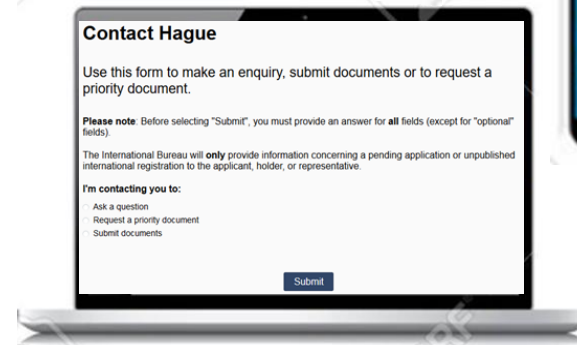 Contact Hague
Use this form to make an enquiry, submit documents or to request a
priority document.
Please note: Before selecting "Submit", you must provide an answer for all fields (except for "optional"
fields).
The International Bureau will only provide information concerning a pending application or unpublished
international registration to the applicant, holder, or representative.
I'm contacting you to:
Ask a question
Request a priority document
Submit documents
Submit